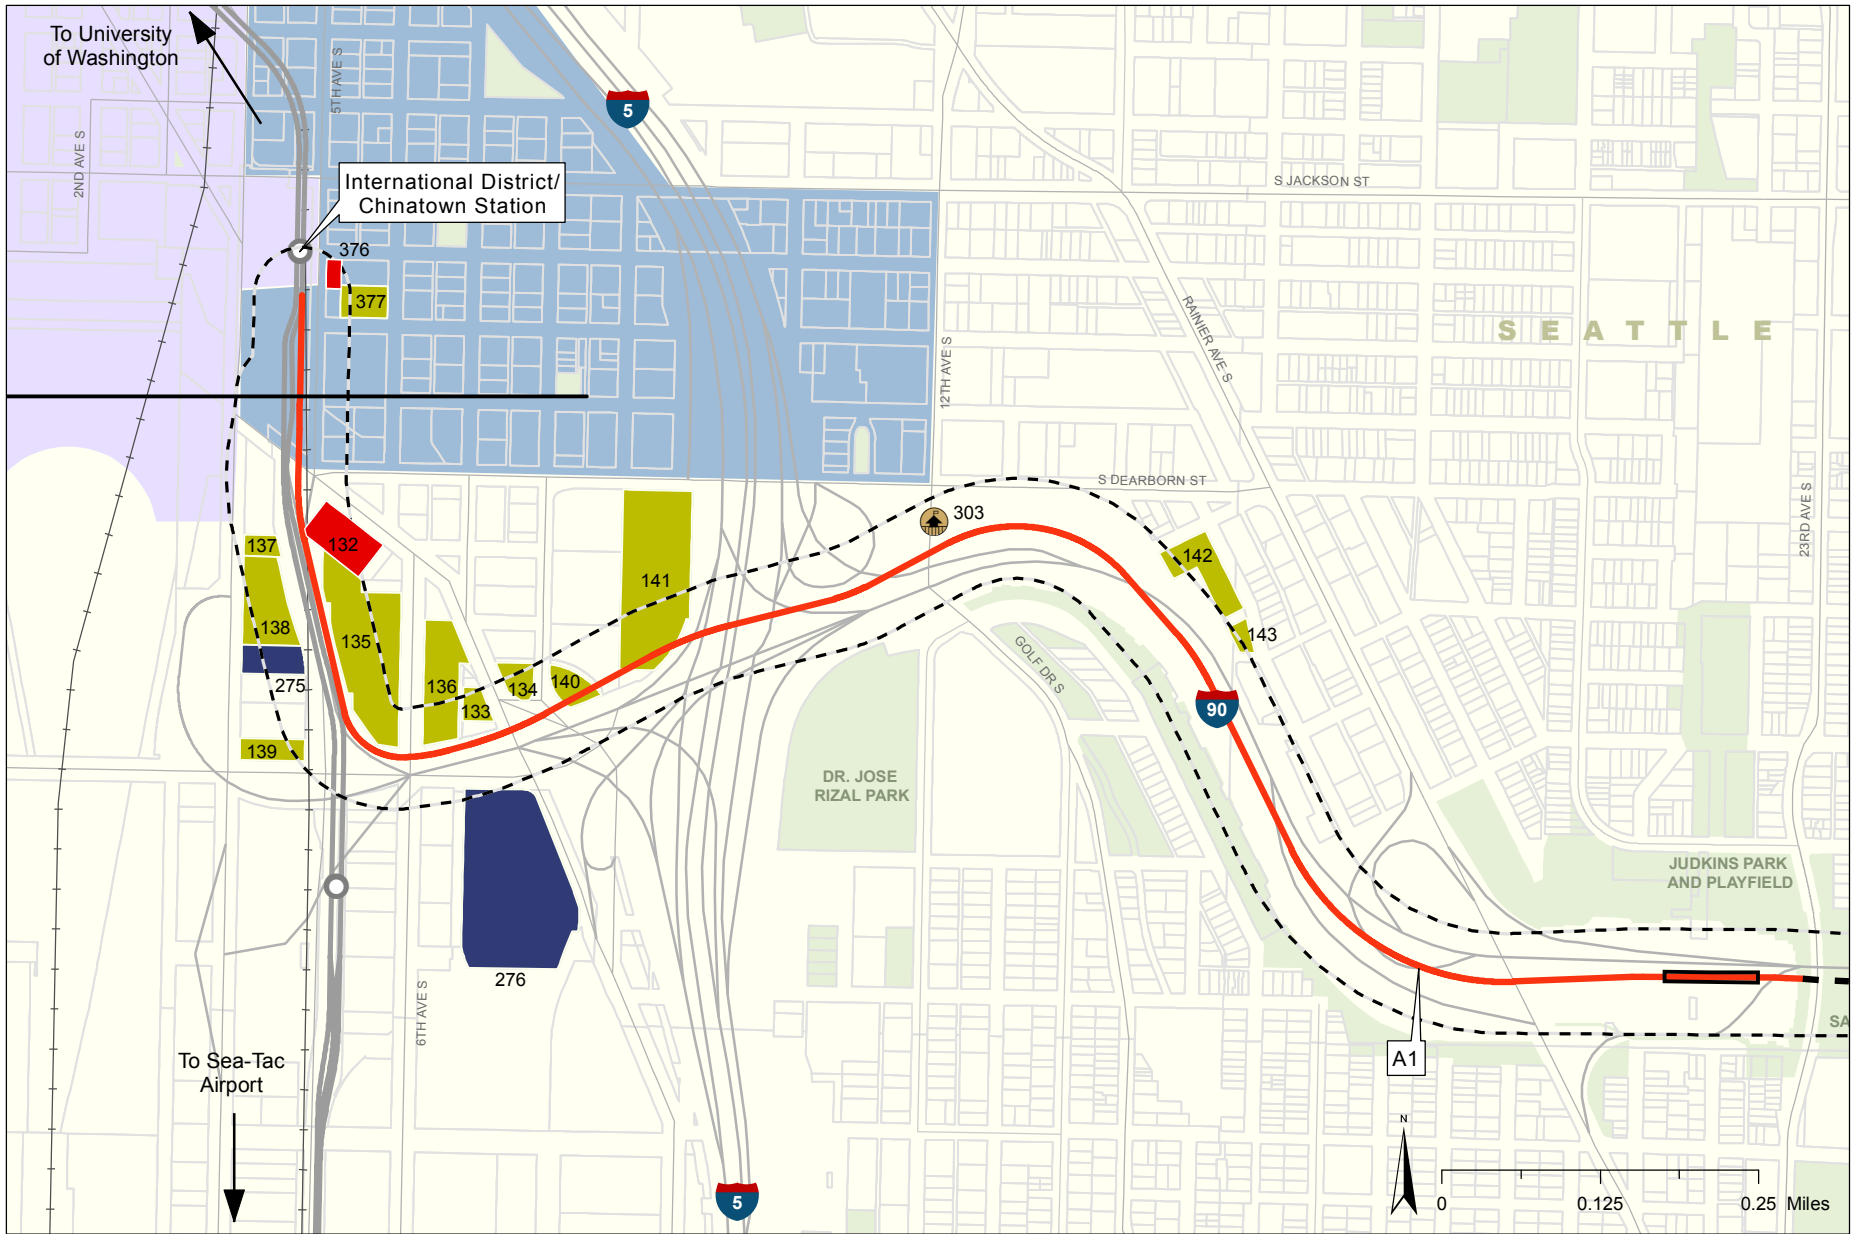 To University
of Washington
5TH AVE S
2ND AVE S
5
International District/
Chinatown Station
S JACKSON ST
376
377
RAINIER AVE S
SEATTLE
12TH AVE S
S DEARBORN ST
23RD AVE S
P
303
132
137
141
142
138
135
143
136
134
140
133
275
GOLF DR S
90
139
DR. JOSE
RIZAL PARK
JUDKINS PARK
AND PLAYFIELD
276
6TH AVE S
SA
A1
To Sea-Tac
Airport
N
5
0
0.125
0.25 Miles